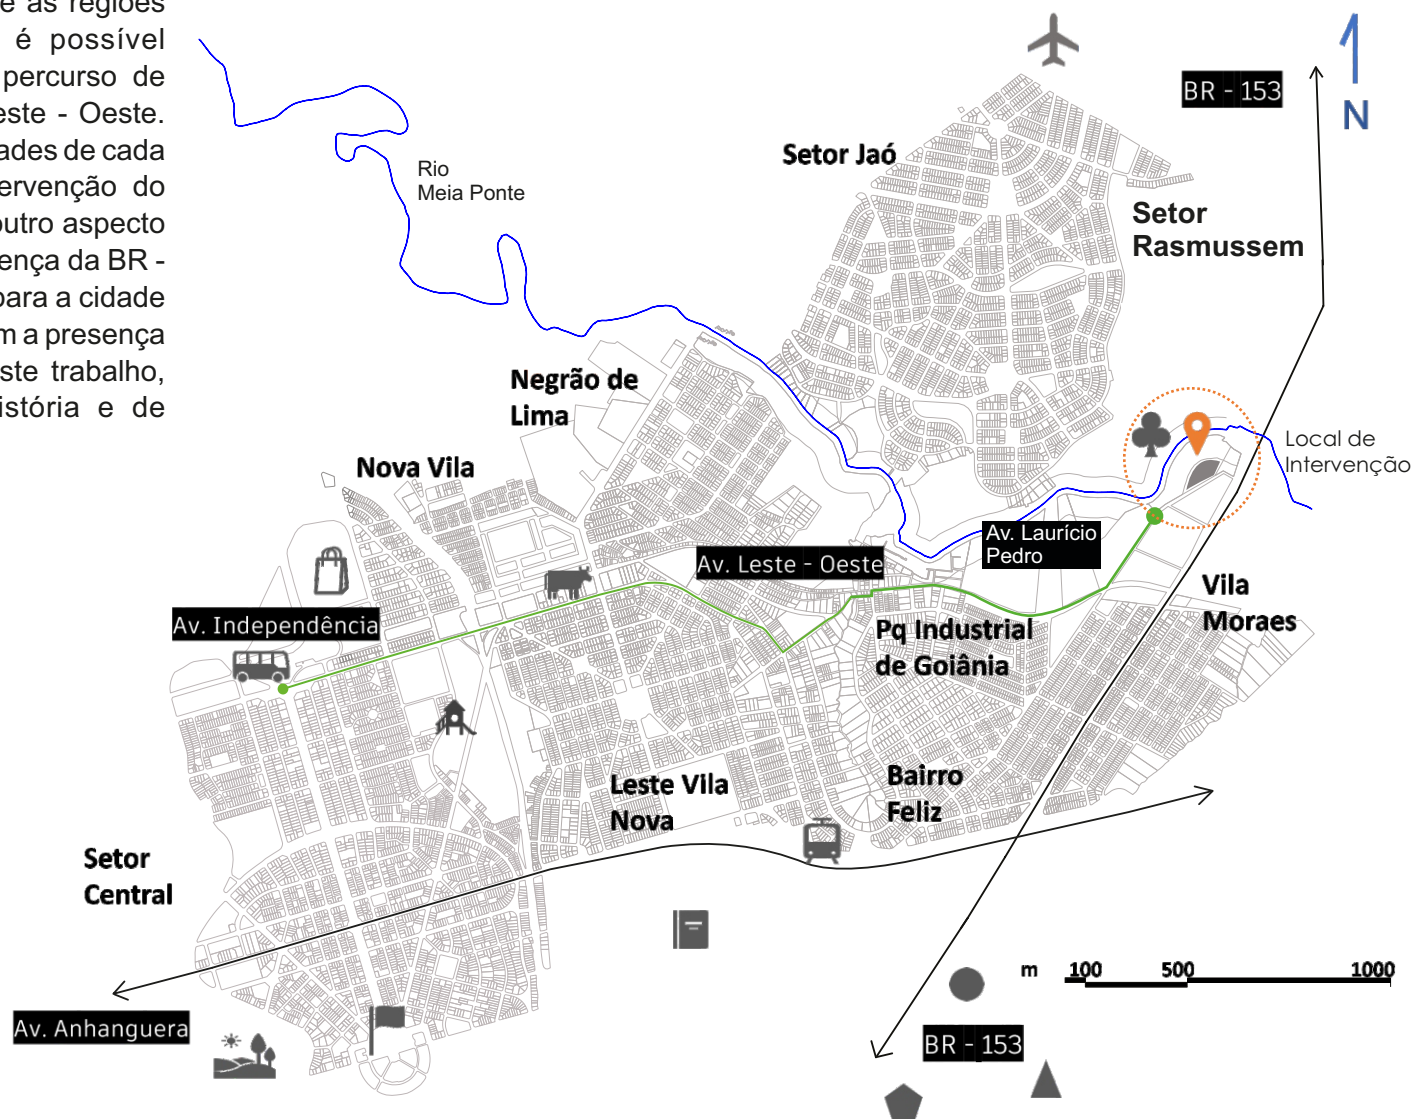 e as regiões
é possível
percurso de
este - Oeste.
ades de cada
ervenção do
outro aspecto
ença da BR -
para a cidade
m a presença
ste trabalho,
istória e de
BR - 153
N
Setor Jaó
Rio
Meia Ponte
Setor
Rasmussem
Negrão de
Lima
Local de
Intervenção
Nova Vila
Av. Laurício
Pedro
Av. Leste - Oeste
Vila
Moraes
Av. Independência
Pq Industrial
de Goiânia
Leste Vila
Nova
Bairro
Feliz
Setor
Central
m 100 500 1000
Av. Anhanguera
BR - 153